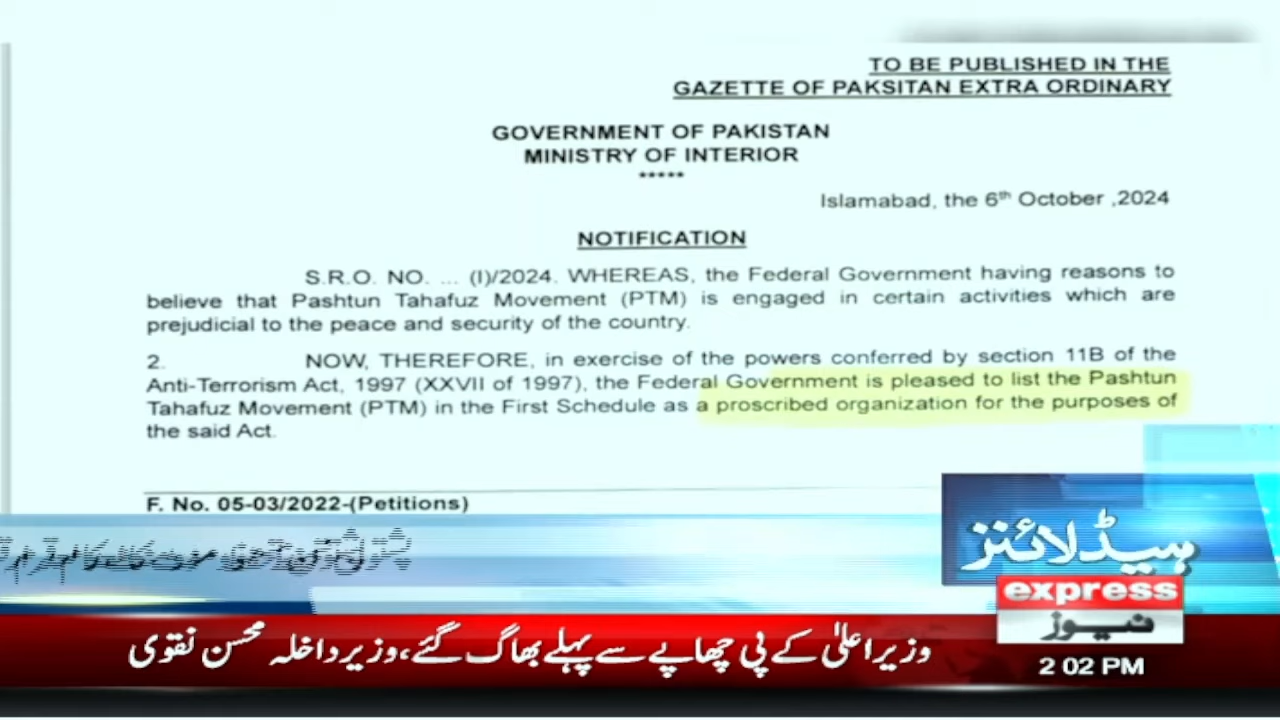 TO BE PUBLISHED IN THE
GAZETTE OF PAKSITAN EXTRA ORDINARY
GOVERNMENT OF PAKISTAN
MINISTRY OF INTERIOR
*****
Islamabad, the 6th October ,2024
NOTIFICATION
S.R.O. NO. ... (I)/2024. WHEREAS, the Federal Government having reasons to
believe that Pashtun Tahafuz Movement (PTM) is engaged in certain activities which are
prejudicial to the peace and security of the country.
2. NOW, THEREFORE, in exercise of the powers conferred by section 11B of the
Anti-Terrorism Act, 1997 (XXVII of 1997), the Federal Government is pleased to list the Pashtun
Tahafuz Movement (PTM) in the First Schedule as a proscribed organization for the purposes of
the said Act.
F. No. 05-03/2022-(Petitions)
ہیڈلائنز
express
نیوز
وزیراعلیٰ کے پی چھاپے سے پہلے بھاگ گئے، وزیرداخلہ محسن نقوی
2:02 PM